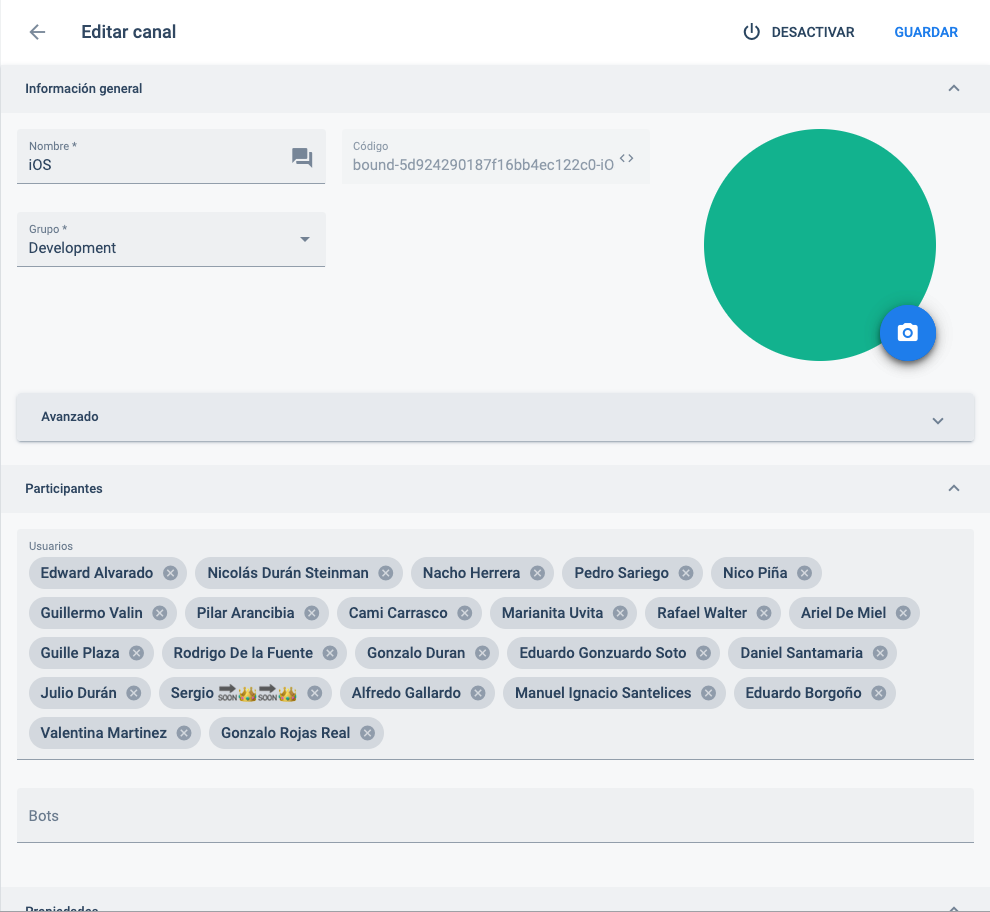 Editar canal
DESACTIVAR
GUARDAR
Información general
Nombre *
iOS
Código
bound-5d924290187f16bb4ec122c0-iO
Grupo *
Development
Avanzado
Participantes
Usuarios
Edward Alvarado Nicolás Durán Steinman Nacho Herrera Pedro Sariego Nico Piña
Guillermo Valin Pilar Arancibia Cami Carrasco Marianita Uvita Rafael Walter Ariel De Miel
Guille Plaza Rodrigo De la Fuente Gonzalo Duran Eduardo Gonzuardo Soto Daniel Santamaria
Julio Durán Sergio 🔜👑🔜👑 Alfredo Gallardo Manuel Ignacio Santelices Eduardo Borgoño
Valentina Martinez Gonzalo Rojas Real
Bots
Propiedades